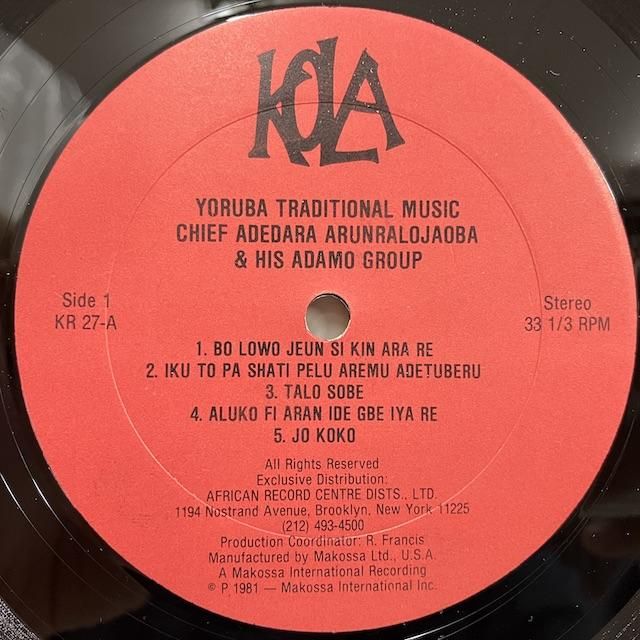 KOLA
YORUBA TRADITIONAL MUSIC
CHIEF ADEDARA ARUNRALOJAOBA
& HIS ADAMO GROUP
Side 1
KR 27-A
Stereo
33 1/3 RPM
1. BO LOWO JEUN SI KIN ARA RE
2. IKU TO PA SHATI PELU AREMU ADETUBERU
3. TALO SOBE
4. ALUKO FI ARAN IDE GBE IYA RE
5. JO KOKO
All Rights Reserved
Exclusive Distribution:
AFRICAN RECORD CENTRE DISTS., LTD.
1194 Nostrand Avenue, Brooklyn, New York 11225
(212) 493-4500
Production Coordinator: R. Francis
Manufactured by Makossa Ltd., U.S.A.
A Makossa International Recording
© P 1981 — Makossa International Inc.